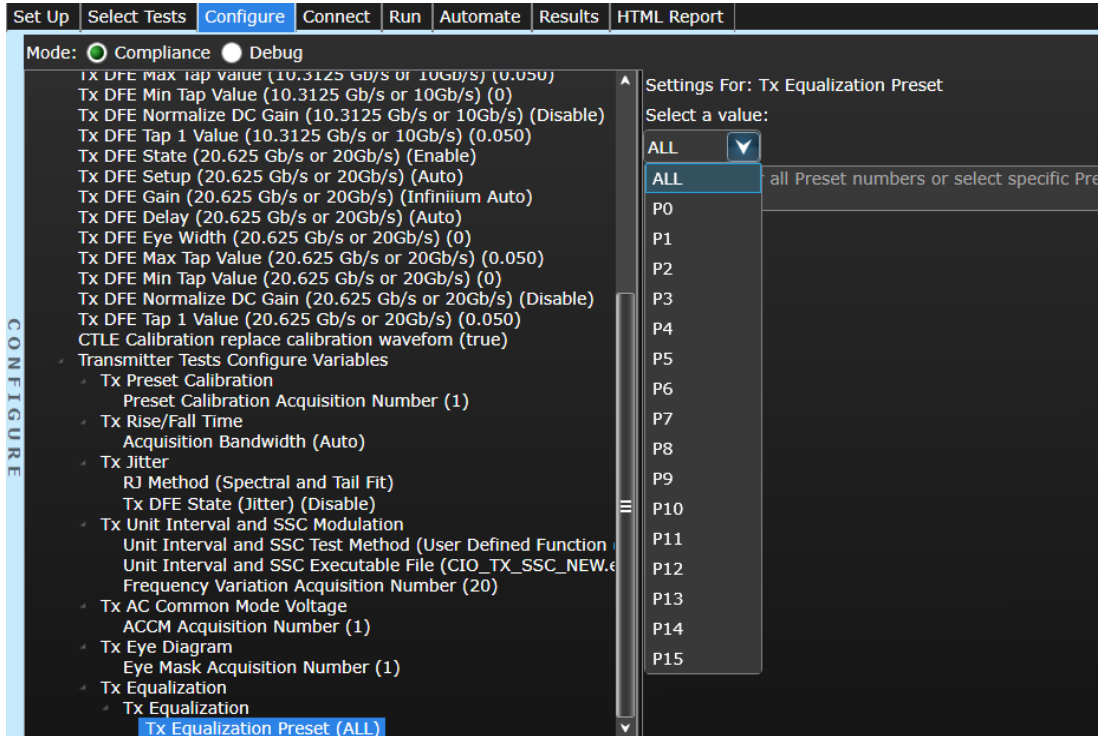 Set Up Select Tests Configure Connect Run Automate Results HTML Report
Mode: Compliance Debug
CONFIGURE
Tx DFE Max Tap Value (10.3125 Gb/s or 10Gb/s) (0.050)
Tx DFE Min Tap Value (10.3125 Gb/s or 10Gb/s) (0)
Tx DFE Normalize DC Gain (10.3125 Gb/s or 10Gb/s) (Disable)
Tx DFE Tap 1 Value (10.3125 Gb/s or 10Gb/s) (0.050)
Tx DFE State (20.625 Gb/s or 20Gb/s) (Enable)
Tx DFE Setup (20.625 Gb/s or 20Gb/s) (Auto)
Tx DFE Gain (20.625 Gb/s or 20Gb/s) (Infiniium Auto)
Tx DFE Delay (20.625 Gb/s or 20Gb/s) (Auto)
Tx DFE Eye Width (20.625 Gb/s or 20Gb/s) (0)
Tx DFE Max Tap Value (20.625 Gb/s or 20Gb/s) (0.050)
Tx DFE Min Tap Value (20.625 Gb/s or 20Gb/s) (0)
Tx DFE Normalize DC Gain (20.625 Gb/s or 20Gb/s) (Disable)
Tx DFE Tap 1 Value (20.625 Gb/s or 20Gb/s) (0.050)
CTLE Calibration replace calibration wavefom (true)
Transmitter Tests Configure Variables
Tx Preset Calibration
Preset Calibration Acquisition Number (1)
Tx Rise/Fall Time
Acquisition Bandwidth (Auto)
Tx Jitter
RJ Method (Spectral and Tail Fit)
Tx DFE State (Jitter) (Disable)
Tx Unit Interval and SSC Modulation
Unit Interval and SSC Test Method (User Defined Function
Unit Interval and SSC Executable File (CIO_TX_SSC_NEW.e
Frequency Variation Acquisition Number (20)
Tx AC Common Mode Voltage
ACCM Acquisition Number (1)
Tx Eye Diagram
Eye Mask Acquisition Number (1)
Tx Equalization
Tx Equalization
Tx Equalization Preset (ALL)
Settings For: Tx Equalization Preset
Select a value:
ALL
ALL
all Preset numbers or select specific Pre
P0
P1
P2
P3
P4
P5
P6
P7
P8
P9
P10
P11
P12
P13
P14
P15